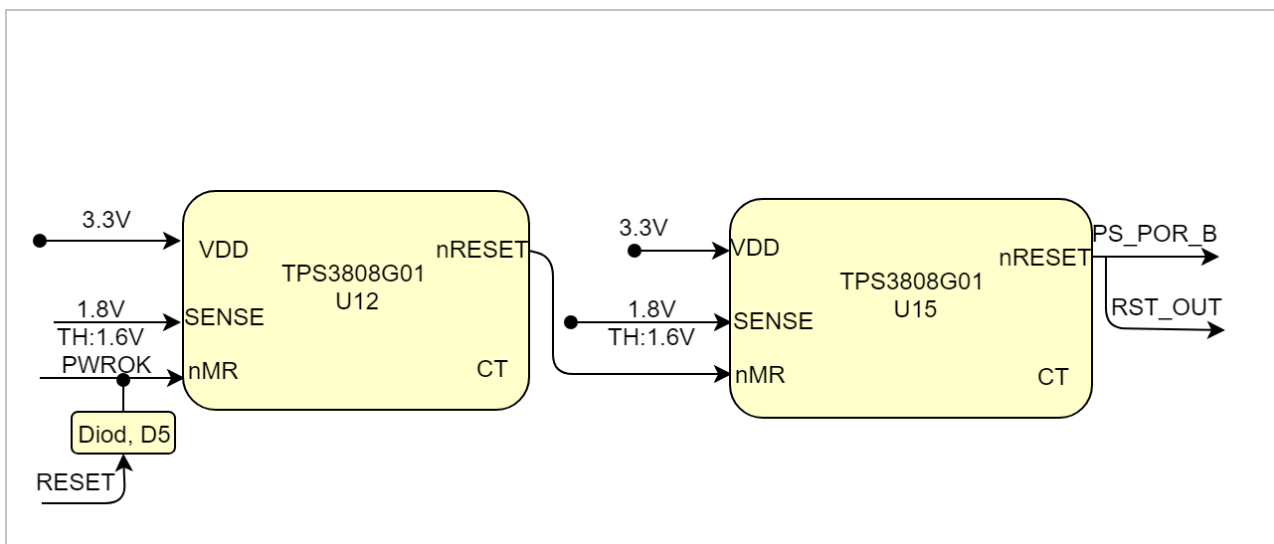 3.3V
VDD
nRESET
TPS3808G01
U12
1.8V
SENSE
TH:1.6V
PWROK
nMR
CT
Diod, D5
RESET
3.3V
VDD
nRESET
TPS3808G01
U15
1.8V
SENSE
TH:1.6V
nMR
CT
PS_POR_B
RST_OUT